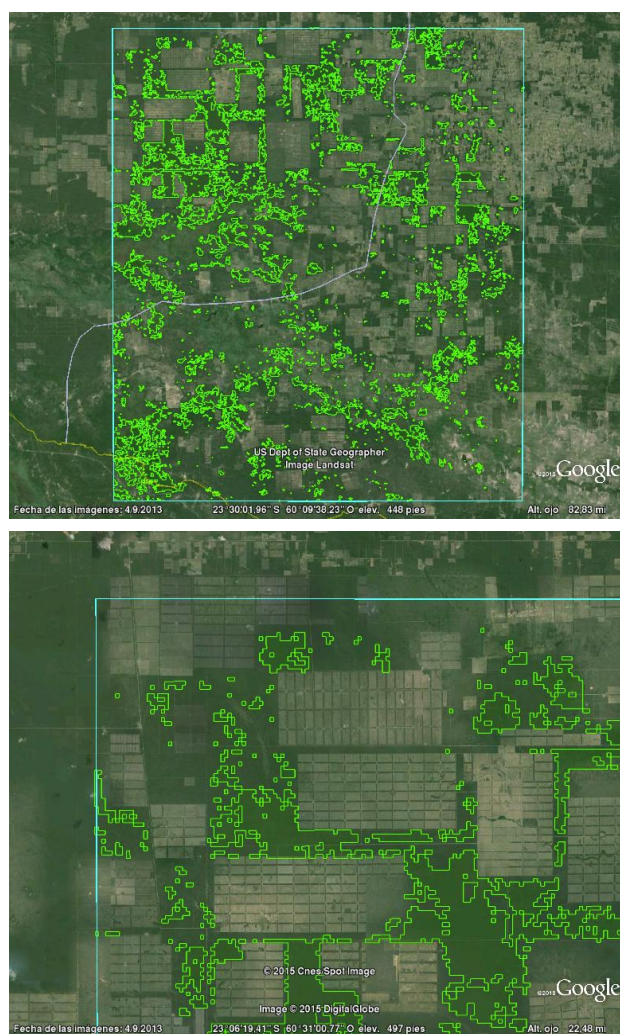 US Dept of State Geographer
Image Landsat
©2015 Google
Fecha de las imágenes: 4.9.2013 23°30'01.96" S 60°09'38.23" O elev. 448 pies Alt. ojo 82.83 mi
© 2015 Cnes Spot Image
Image © 2015 DigitalGlobe
©2015 Google
Fecha de las imágenes: 4.9.2013 23°06'19.41" S 60°31'00.77" O elev. 497 pies Alt. ojo 22.48 mi